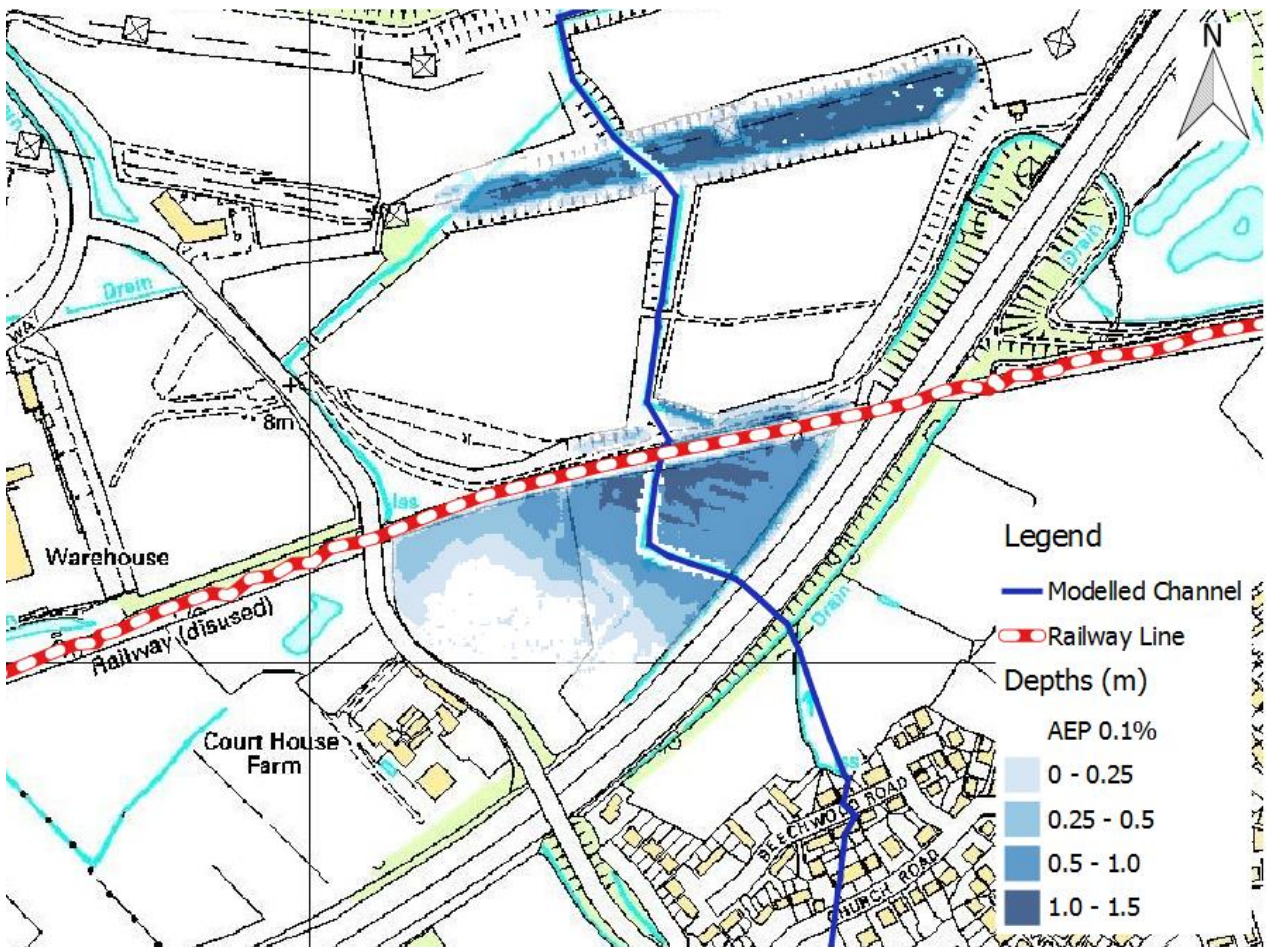 N
Drain
Drain
WAY
8m
Warehouse
Railway (disused)
Drain
Court House
Farm
BEECHWOOD ROAD
CHURCH ROAD
Legend
Modelled Channel
Railway Line
Depths (m)
AEP 0.1%
0 - 0.25
0.25 - 0.5
0.5 - 1.0
1.0 - 1.5